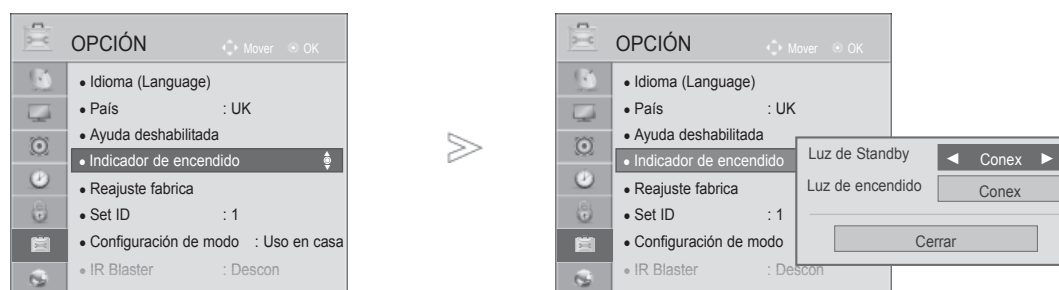 OPCIÓN Mover OK
• Idioma (Language)
• País : UK
• Ayuda deshabilitada
• Indicador de encendido
• Reajuste fabrica
• Set ID : 1
• Configuración de modo : Uso en casa
• IR Blaster : Descon
OPCIÓN Mover OK
• Idioma (Language)
• País : UK
• Ayuda deshabilitada
• Indicador de encendido
• Reajuste fabrica
• Set ID : 1
• Configuración de modo
• IR Blaster : Descon
Luz de Standby ◄ Conex ►
Luz de encendido Conex
Cerrar